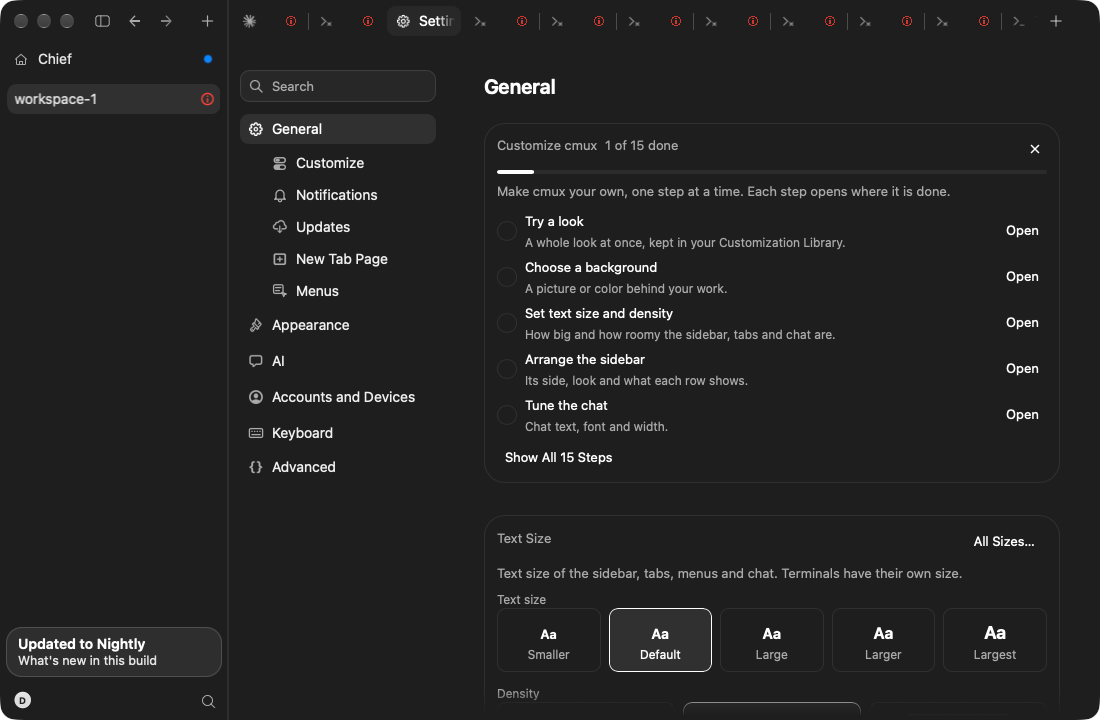 Settin
Chief
workspace-1
Search
General
Customize
Notifications
Updates
New Tab Page
Menus
Appearance
AI
Accounts and Devices
Keyboard
Advanced
Updated to Nightly
What's new in this build
D
General
Customize cmux 1 of 15 done
Make cmux your own, one step at a time. Each step opens where it is done.
Try a look
A whole look at once, kept in your Customization Library.
Open
Choose a background
A picture or color behind your work.
Open
Set text size and density
How big and how roomy the sidebar, tabs and chat are.
Open
Arrange the sidebar
Its side, look and what each row shows.
Open
Tune the chat
Chat text, font and width.
Open
Show All 15 Steps
Text Size
All Sizes...
Text size of the sidebar, tabs, menus and chat. Terminals have their own size.
Text size
Aa Aa Aa Aa Aa
Smaller Default Large Larger Largest
Density